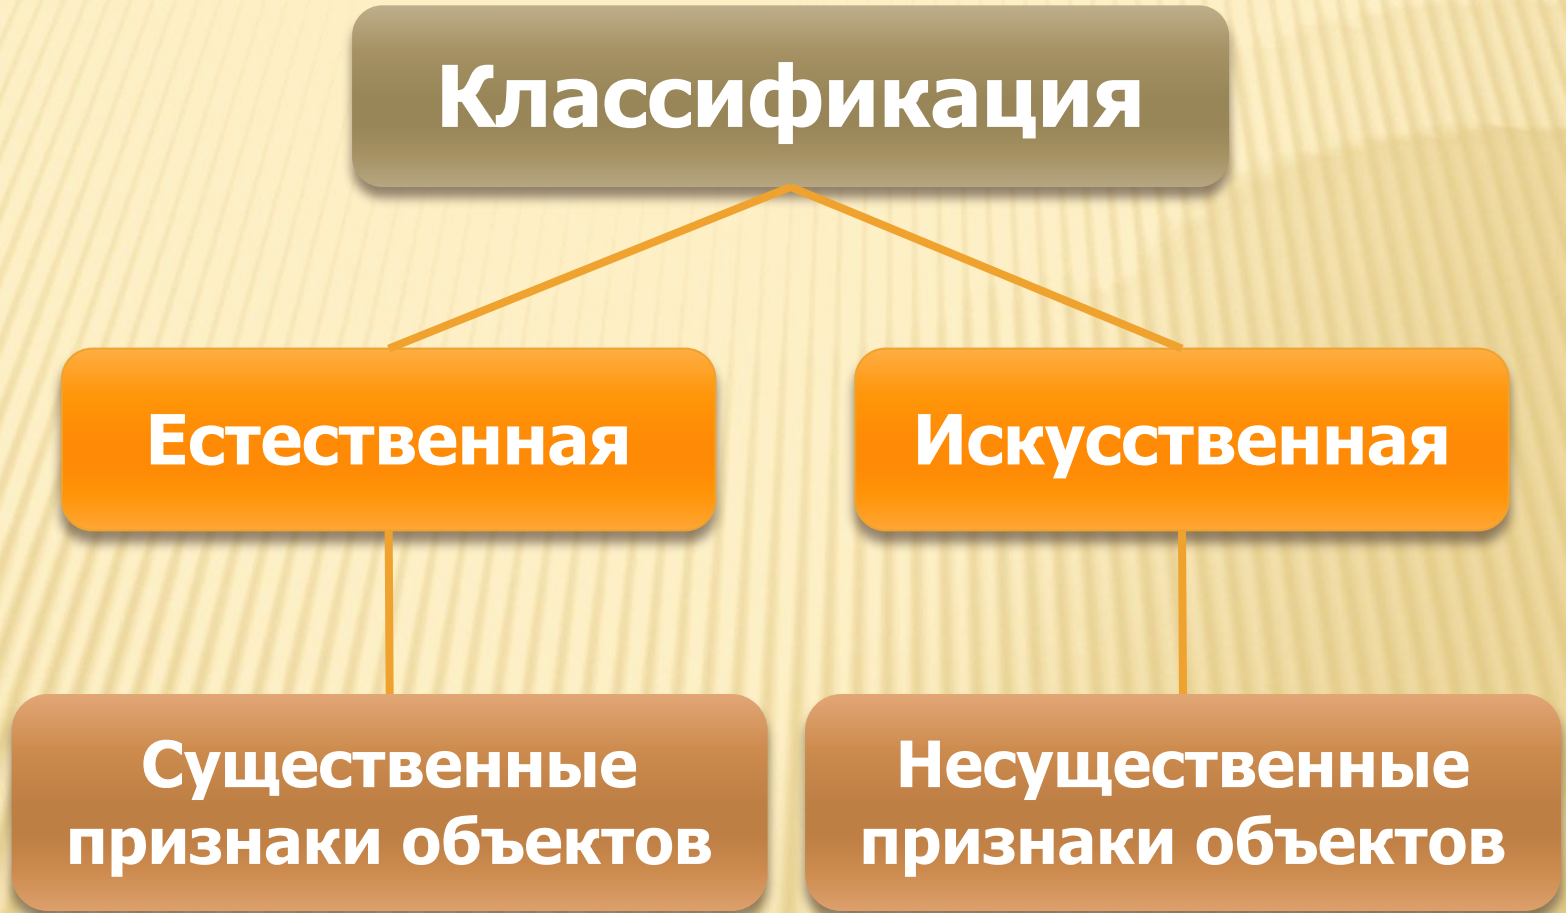 Классификация
Естественная
Искусственная
Существенные
признаки объектов
Несущественные
признаки объектов